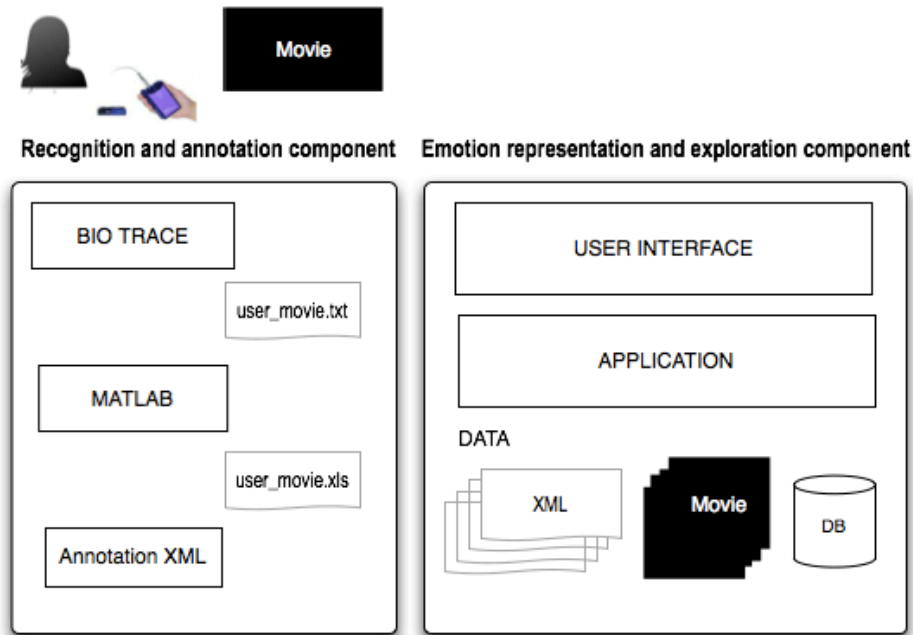 Movie
Recognition and annotation component
BIO TRACE
user_movie.txt
MATLAB
user_movie.xls
Annotation XML
Emotion representation and exploration component
USER INTERFACE
APPLICATION
DATA
XML
Movie
DB